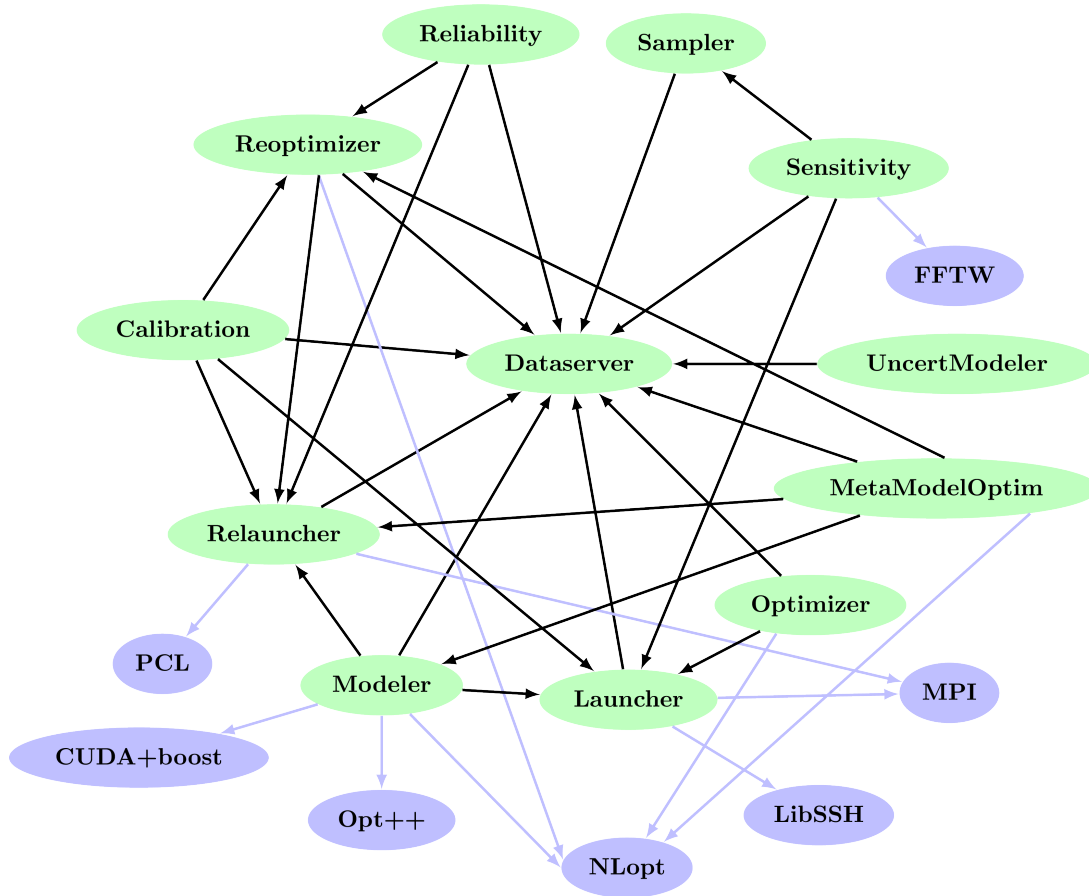 Reliability
Sampler
Reoptimizer
Sensitivity
FFTW
Calibration
Dataserver
UncertModeler
MetaModelOptim
Relauncher
Optimizer
PCL
Modeler
Launcher
MPI
CUDA+boost
Opt++
LibSSH
NLopt